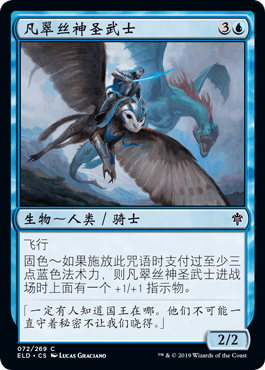 凡翠丝神圣武士
3
生物～人类／骑士
飞行
固色～如果施放此咒语时支付过至少三
点蓝色法术力，则凡翠丝神圣武士进战
场时上面有一个 +1/+1 指示物。
「一定有人知道国王在哪。他们不可能一
直守着秘密不让我们晓得。」
2/2
072/269 C
ELD • CS LUCAS GRACIANO
™ & © 2019 Wizards of the Coast